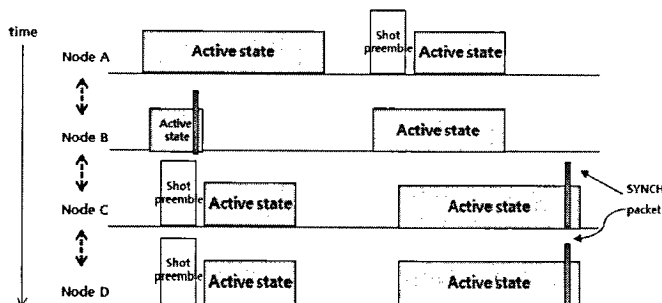 time
Node A
Active state
Shot
preemble
Active state
Node B
Active
state
Active state
Node C
Shot
preemble
Active state
Active state
SYNCH
packet
Node D
Shot
preemble
Active state
Active state